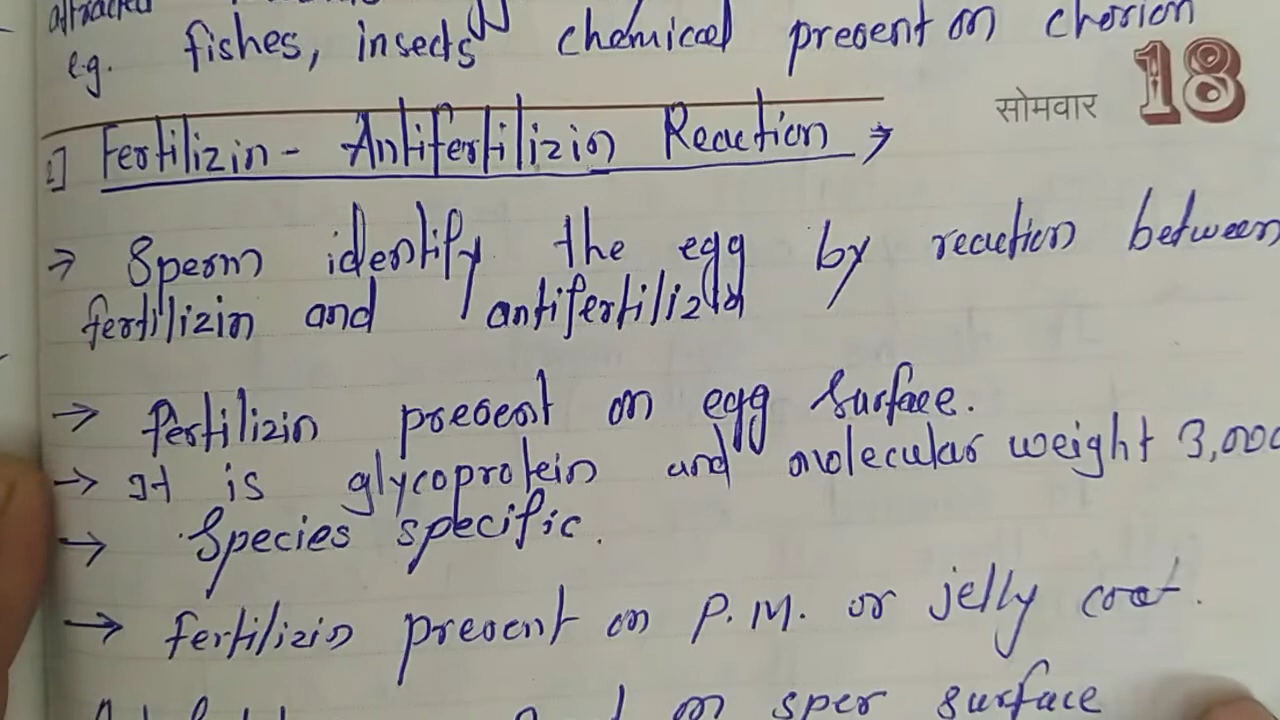 attracted
e.g. fishes, insects chemical present on chorion
सोमवार 18
1] Fertilizin - Antifertilizin Reaction →
→ Sperm identify the egg by reaction between
fertilizin and antifertilizin
→ Fertilizin present on egg surface.
→ It is glycoprotein and molecular weight 3,000
→ Species specific.
→ Fertilizin present on P.M. or jelly coat.
on sper surface